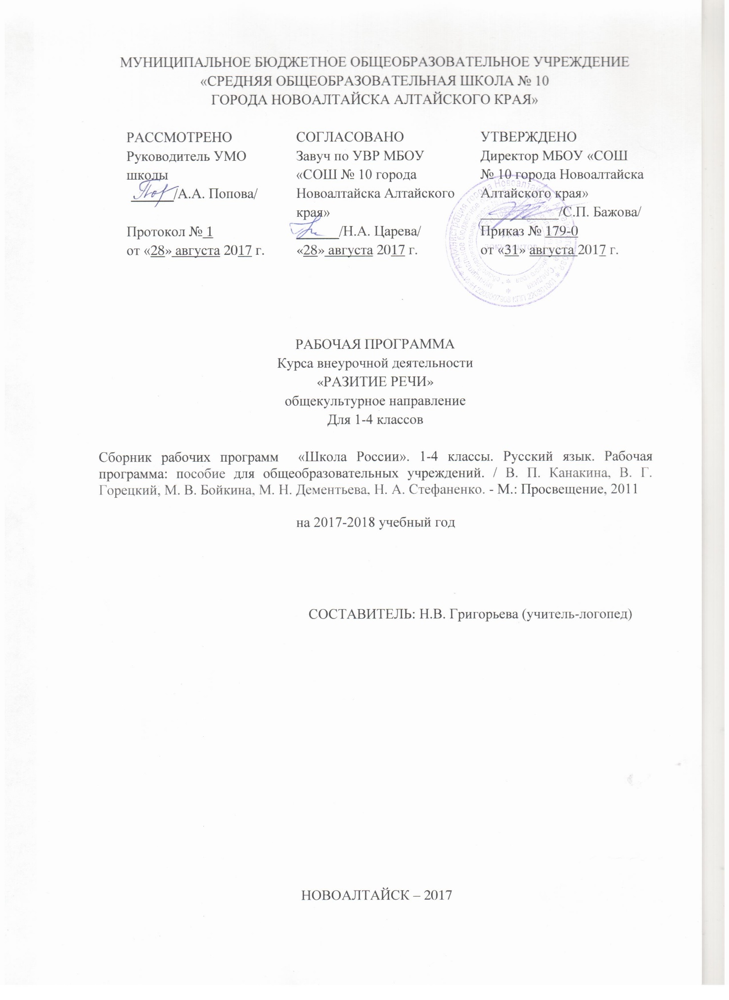 МУНИЦИПАЛЬНОЕ БЮДЖЕТНОЕ ОБЩЕОБРАЗОВАТЕЛЬНОЕ УЧРЕЖДЕНИЕ
«СРЕДНЯЯ ОБЩЕОБРАЗОВАТЕЛЬНАЯ ШКОЛА № 10
ГОРОДА НОВОАЛТАЙСКА АЛТАЙСКОГО КРАЯ»
РАССМОТРЕНО
Руководитель УМО
школы
/А.А. Попова/
Протокол № 1
от «28» августа 2017 г.
СОГЛАСОВАНО
Завуч по УВР МБОУ
«СОШ № 10 города
Новоалтайска Алтайского
края»
/Н.А. Царева/
«28» августа 2017 г.
УТВЕРЖДЕНО
Директор МБОУ «СОШ
№ 10 города Новоалтайска
Алтайского края»
/С.П. Бажова/
Приказ № 179-0
от «31» августа 2017 г.
РАБОЧАЯ ПРОГРАММА
Курса внеурочной деятельности
«РАЗИТИЕ РЕЧИ»
общекультурное направление
Для 1-4 классов
Сборник рабочих программ «Школа России». 1-4 классы. Русский язык. Рабочая
программа: пособие для общеобразовательных учреждений. / В. П. Канакина, В. Г.
Горецкий, М. В. Бойкина, М. Н. Дементьева, Н. А. Стефаненко. - М.: Просвещение, 2011
на 2017-2018 учебный год
СОСТАВИТЕЛЬ: Н.В. Григорьева (учитель-логопед)
НОВОАЛТАЙСК – 2017